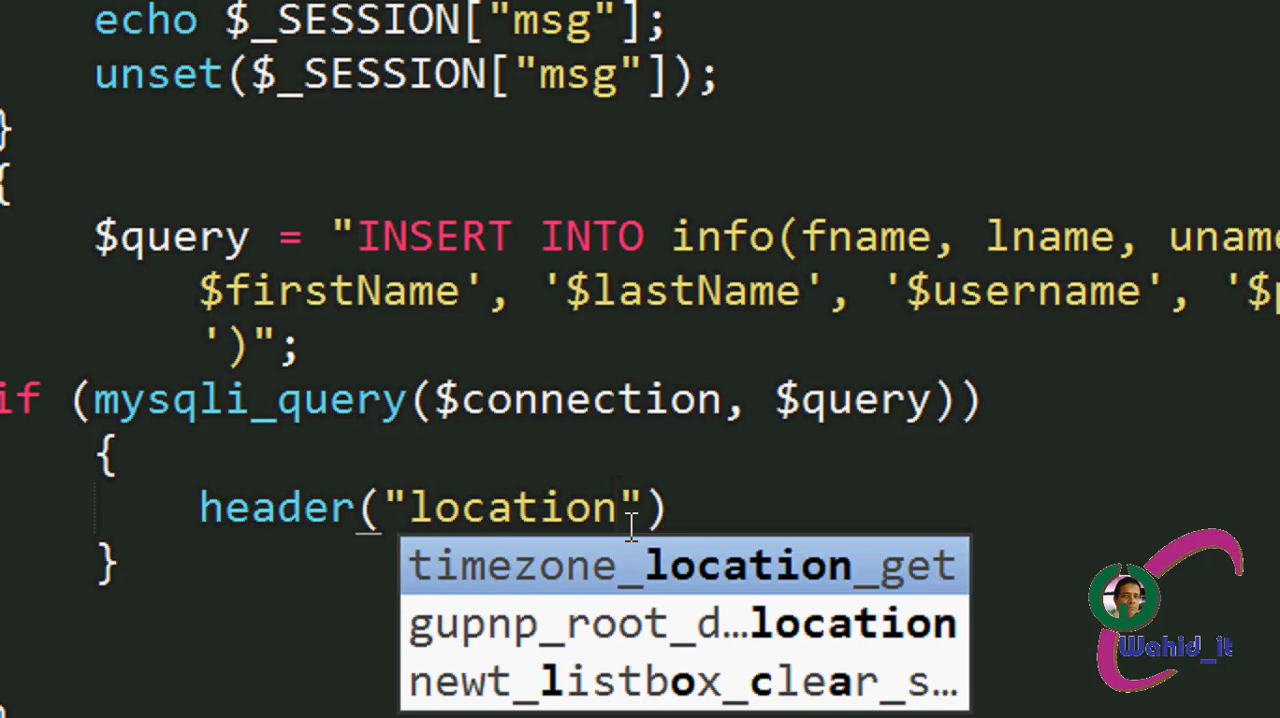 echo $_SESSION["msg"];
unset($_SESSION["msg"]);
}
{
$query = "INSERT INTO info(fname, lname, uname
$firstName', '$lastName', '$username', '$p
')";
if (mysqli_query($connection, $query))
{
header("location")
timezone_location_get
}
gupnp_root_d…location
newt_listbox_clear_s…
Wahid_it